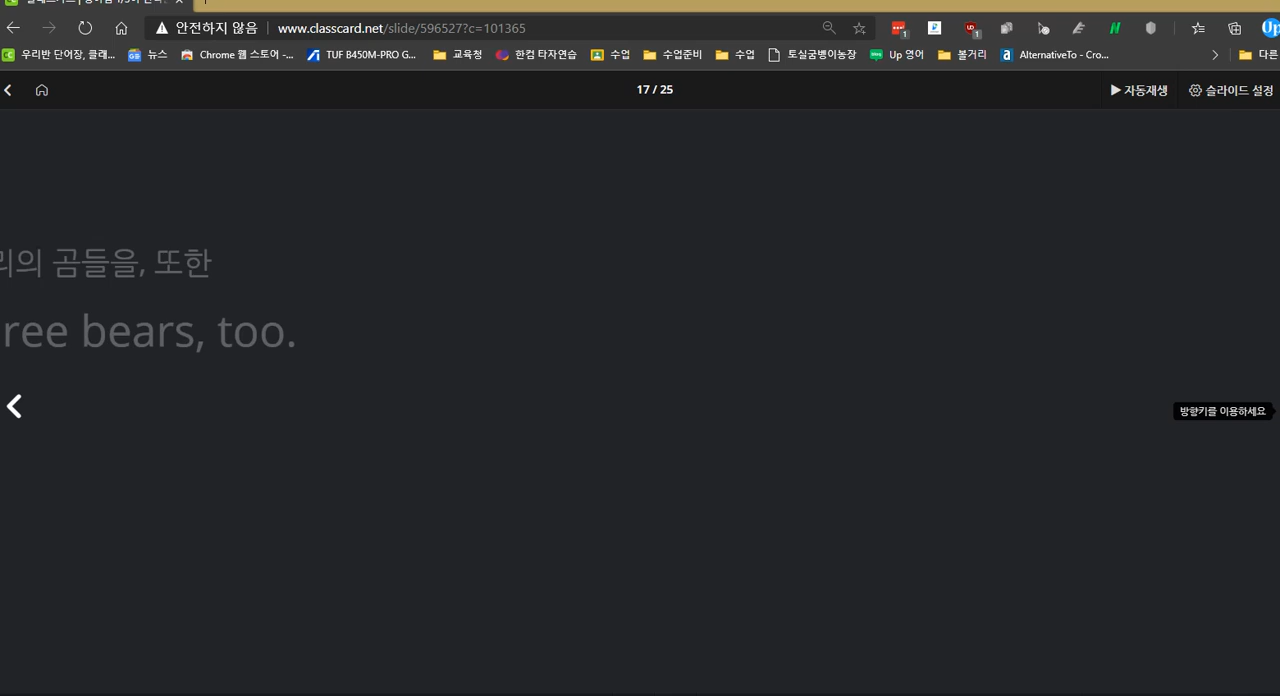 안전하지 않음 www.classcard.net/slide/596527?c=101365
우리반 단어장, 클래... 뉴스 Chrome 웹 스토어 -... TUF B450M-PRO G... 교육청 한컴 타자연습 수업 수업준비 수업 토실굼벵이농장 Up 영어 볼거리 AlternativeTo - Cro... 다른
17 / 25 자동재생 슬라이드 설정
리의 곰들을, 또한
ree bears, too.
방향키를 이용하세요